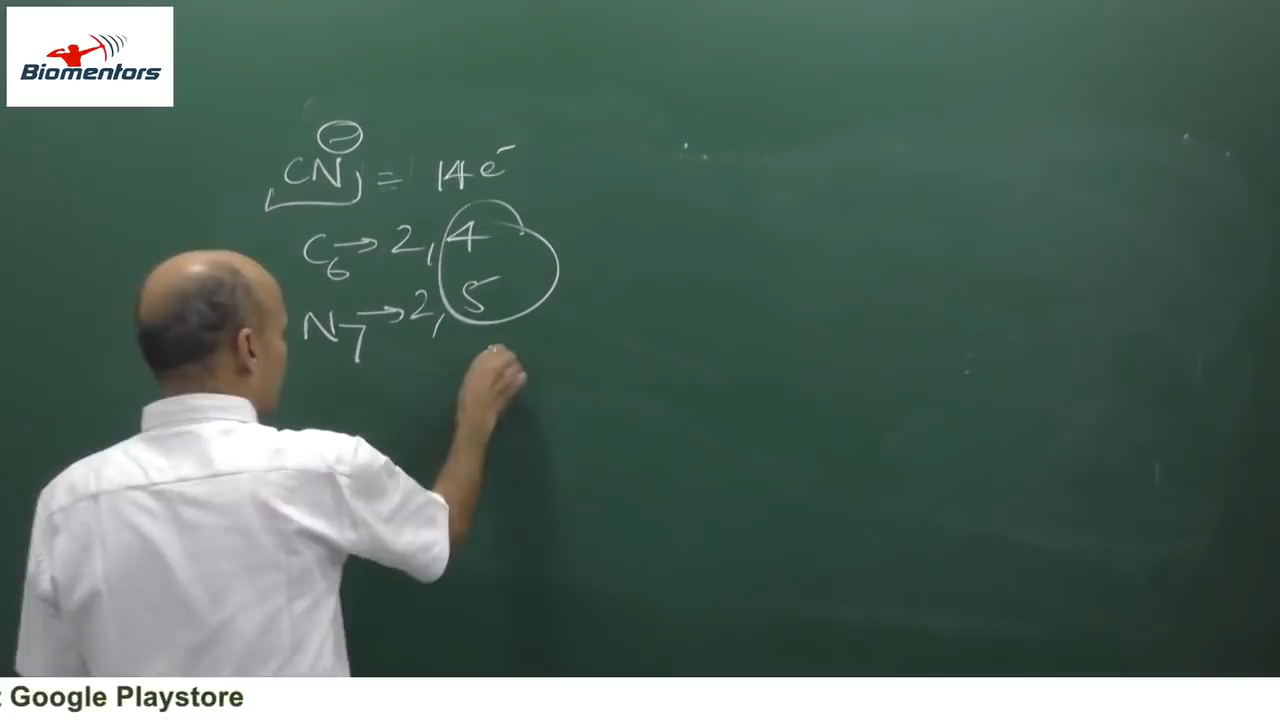 Biomentors
CN⊖ = 14e⁻
C₆ → 2, 4
N₇ → 2, 5
Google Playstore